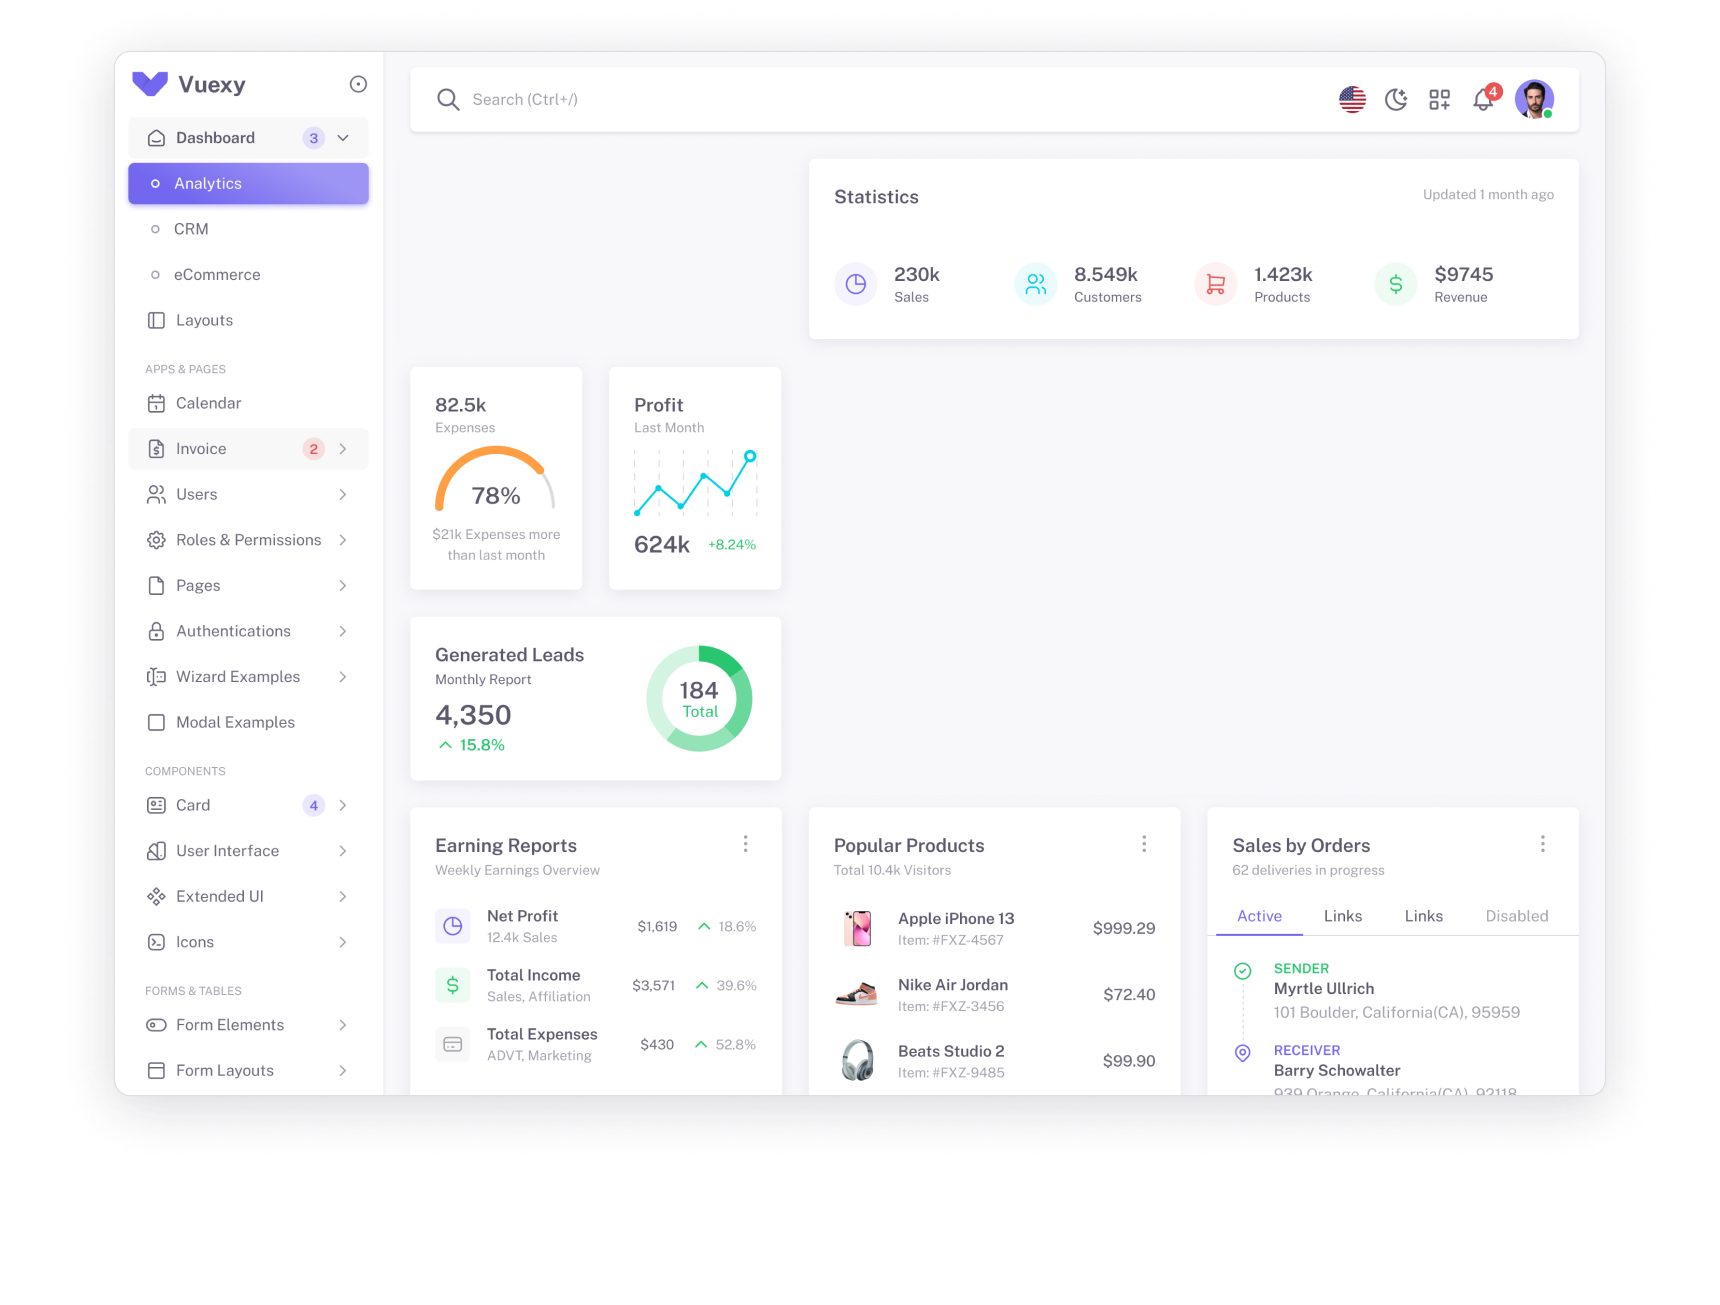 Vuexy
Dashboard 3
Analytics
CRM
eCommerce
Layouts
APPS & PAGES
Calendar
Invoice 2
Users
Roles & Permissions
Pages
Authentications
Wizard Examples
Modal Examples
COMPONENTS
Card 4
User Interface
Extended UI
Icons
FORMS & TABLES
Form Elements
Form Layouts
Search (Ctrl+/)
4
Statistics
Updated 1 month ago
230k
Sales
8.549k
Customers
1.423k
Products
$9745
Revenue
82.5k
Expenses
78%
$21k Expenses more
than last month
Profit
Last Month
624k +8.24%
Generated Leads
Monthly Report
4,350
15.8%
184
Total
Earning Reports
Weekly Earnings Overview
Net Profit
12.4k Sales
$1,619 18.6%
Total Income
Sales, Affiliation
$3,571 39.6%
Total Expenses
ADVT, Marketing
$430 52.8%
Popular Products
Total 10.4k Visitors
Apple iPhone 13
Item: #FXZ-4567
$999.29
Nike Air Jordan
Item: #FXZ-3456
$72.40
Beats Studio 2
Item: #FXZ-9485
$99.90
Sales by Orders
62 deliveries in progress
Active Links Links Disabled
SENDER
Myrtle Ullrich
101 Boulder, California(CA), 95959
RECEIVER
Barry Schowalter
939 Orange, California(CA), 92118